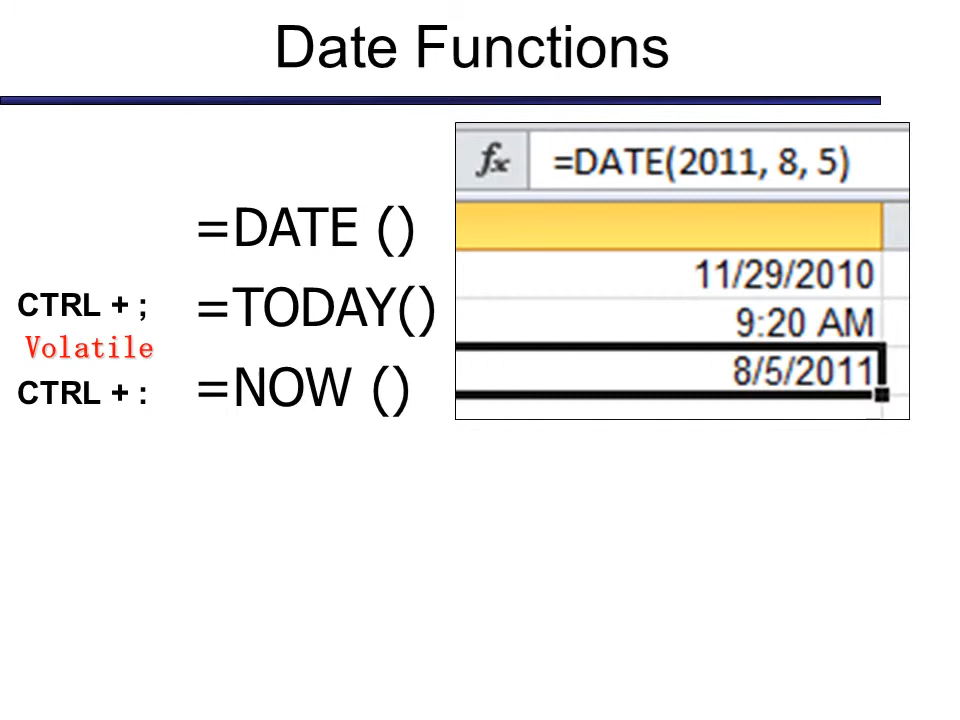 Date Functions
fx =DATE(2011, 8, 5)
=DATE ()
11/29/2010
CTRL + ; =TODAY()
9:20 AM
Volatile
8/5/2011
CTRL + : =NOW ()